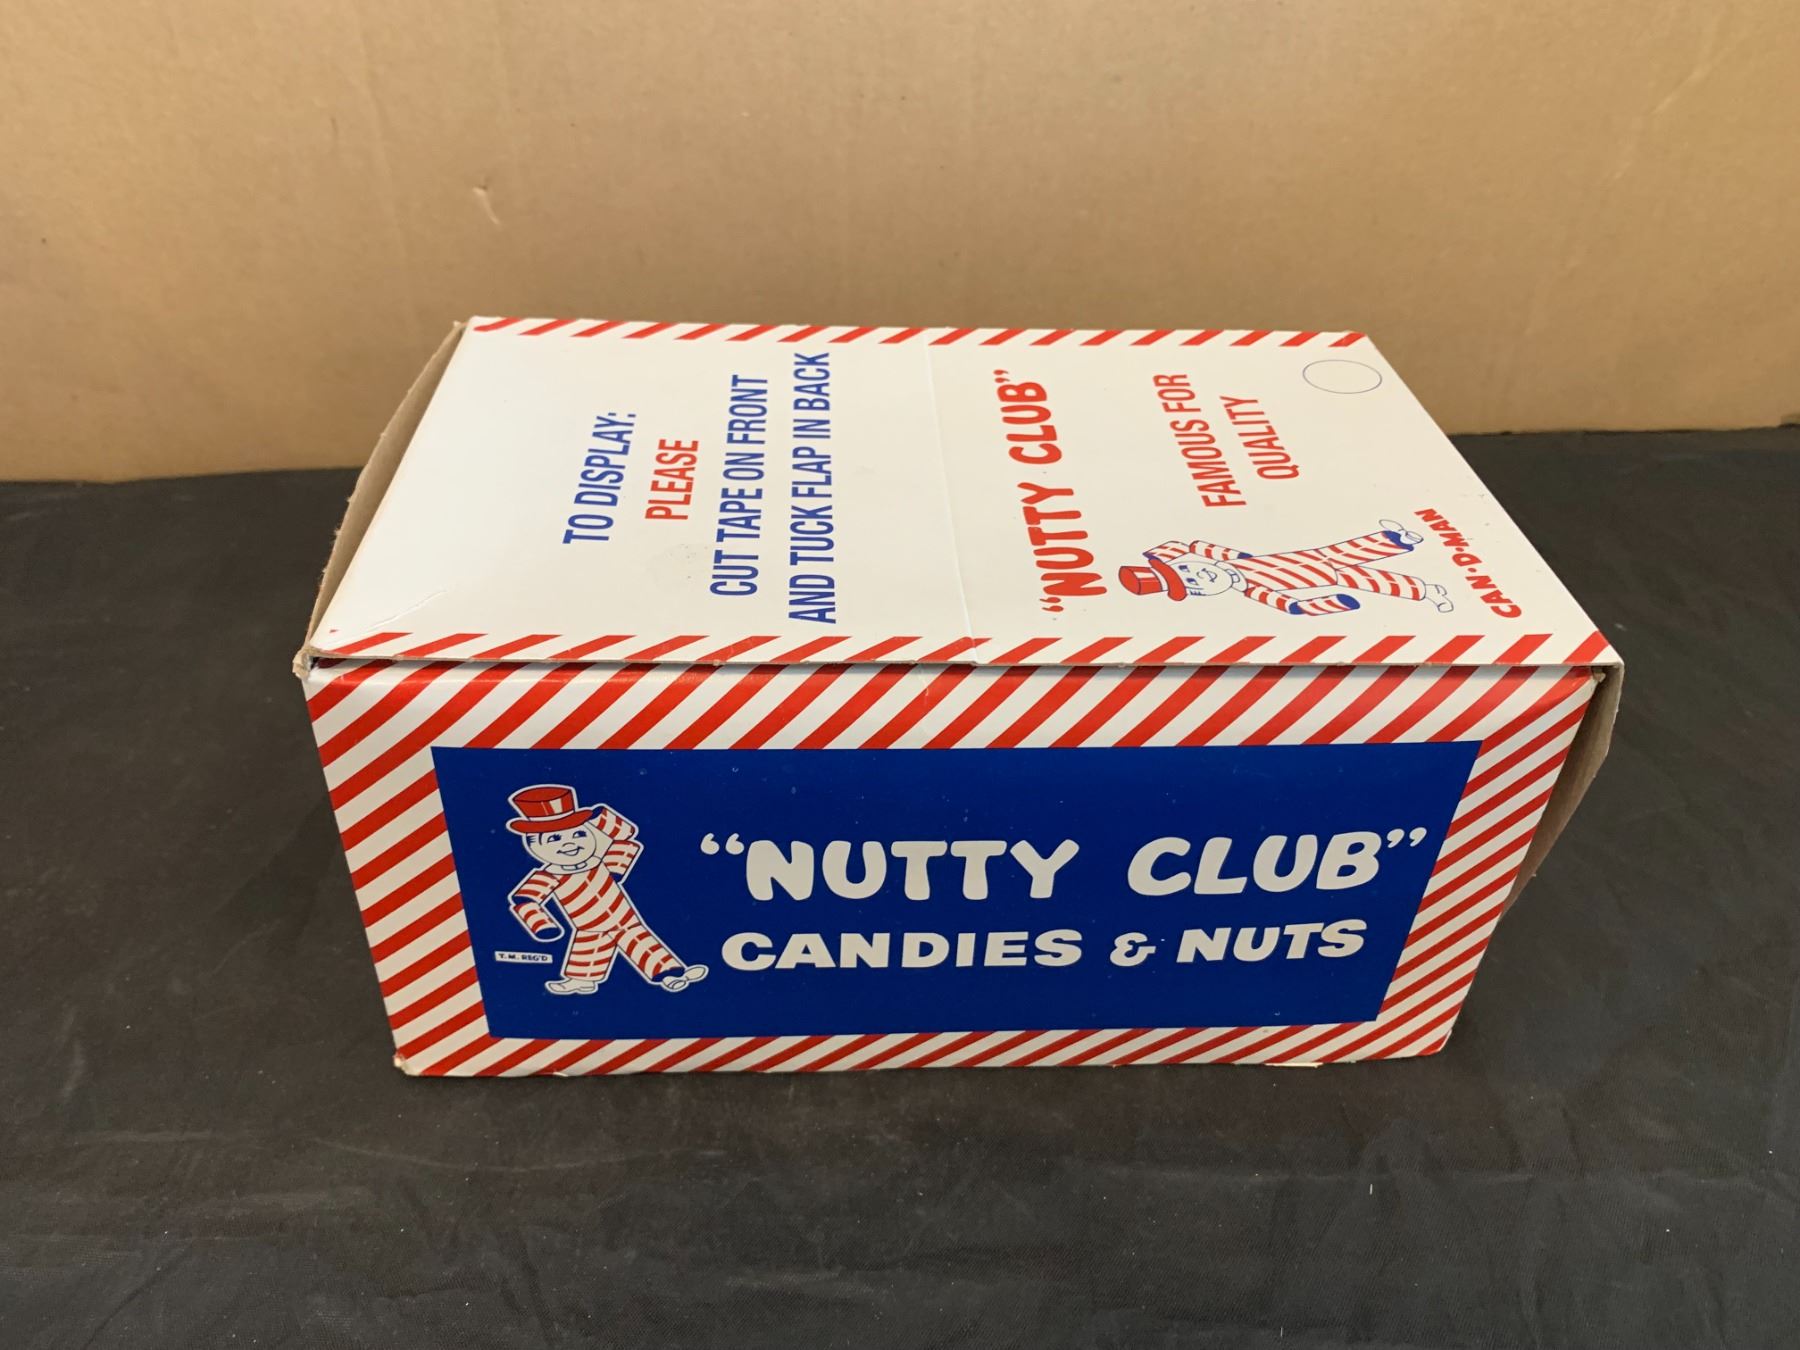 TO DISPLAY:
PLEASE
CUT TAPE ON FRONT
AND TUCK FLAP IN BACK
"NUTTY CLUB"
FAMOUS FOR
QUALITY
CAN-D-MAN
"NUTTY CLUB"
CANDIES & NUTS
T.M. REG'D